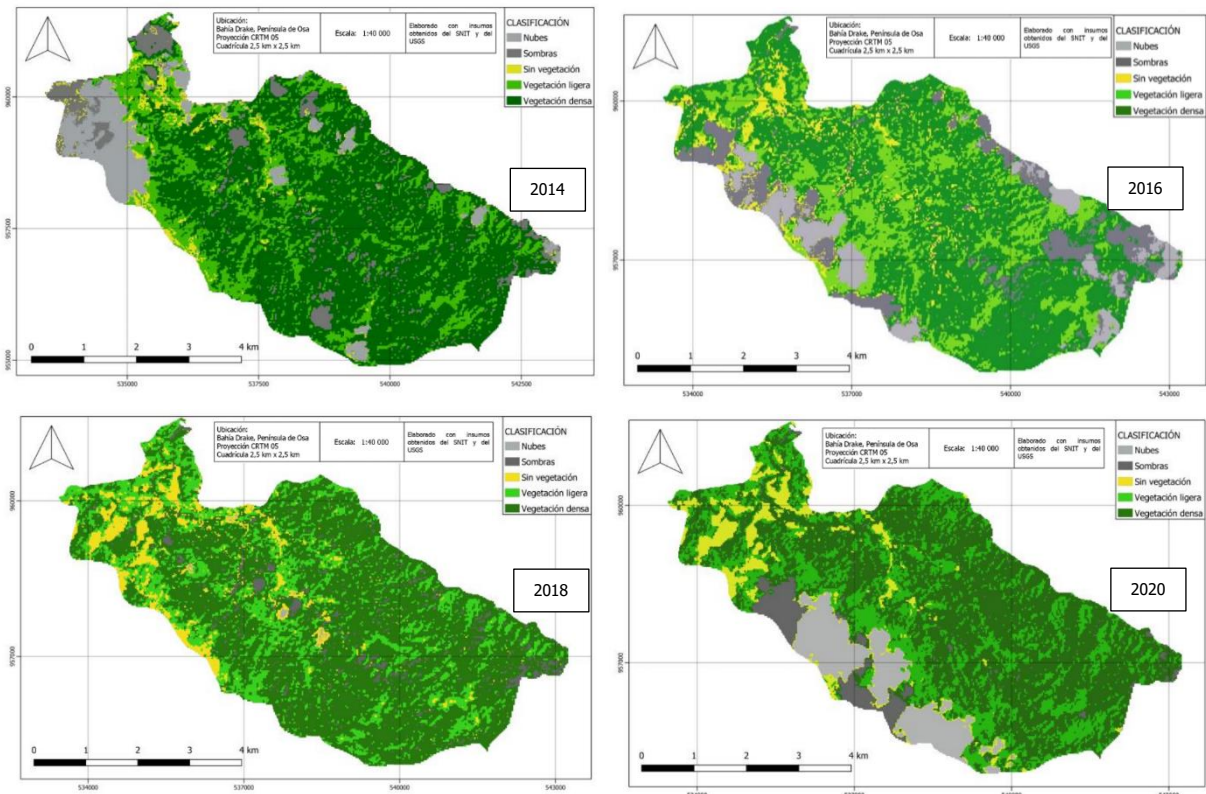 Ubicación:
Bahía Drake, Península de Osa
Proyección CRTM 05
Cuadrícula 2,5 km x 2,5 km
Escala: 1:40 000
Elaborado con insumos
obtenidos del SNIT y del
USGS
CLASIFICACIÓN
Nubes
Sombras
Sin vegetación
Vegetación ligera
Vegetación densa
2014
960000
957500
955000
0 1 2 3 4 km
535000 537500 540000 542500
Ubicación:
Bahía Drake, Península de Osa
Proyección CRTM 05
Cuadrícula 2,5 km x 2,5 km
Escala: 1:40 000
Elaborado con insumos
obtenidos del SNIT y del
USGS
CLASIFICACIÓN
Nubes
Sombras
Sin vegetación
Vegetación ligera
Vegetación densa
2016
960000
957000
0 1 2 3 4 km
534000 537000 540000 543000
Ubicación:
Bahía Drake, Península de Osa
Proyección CRTM 05
Cuadrícula 2,5 km x 2,5 km
Escala: 1:40 000
Elaborado con insumos
obtenidos del SNIT y del
USGS
CLASIFICACIÓN
Nubes
Sombras
Sin vegetación
Vegetación ligera
Vegetación densa
2018
960000
957000
0 1 2 3 4 km
534000 537000 540000 543000
Ubicación:
Bahía Drake, Península de Osa
Proyección CRTM 05
Cuadrícula 2,5 km x 2,5 km
Escala: 1:40 000
Elaborado con insumos
obtenidos del SNIT y del
USGS
CLASIFICACIÓN
Nubes
Sombras
Sin vegetación
Vegetación ligera
Vegetación densa
2020
960000
957000
0 1 2 3 4 km